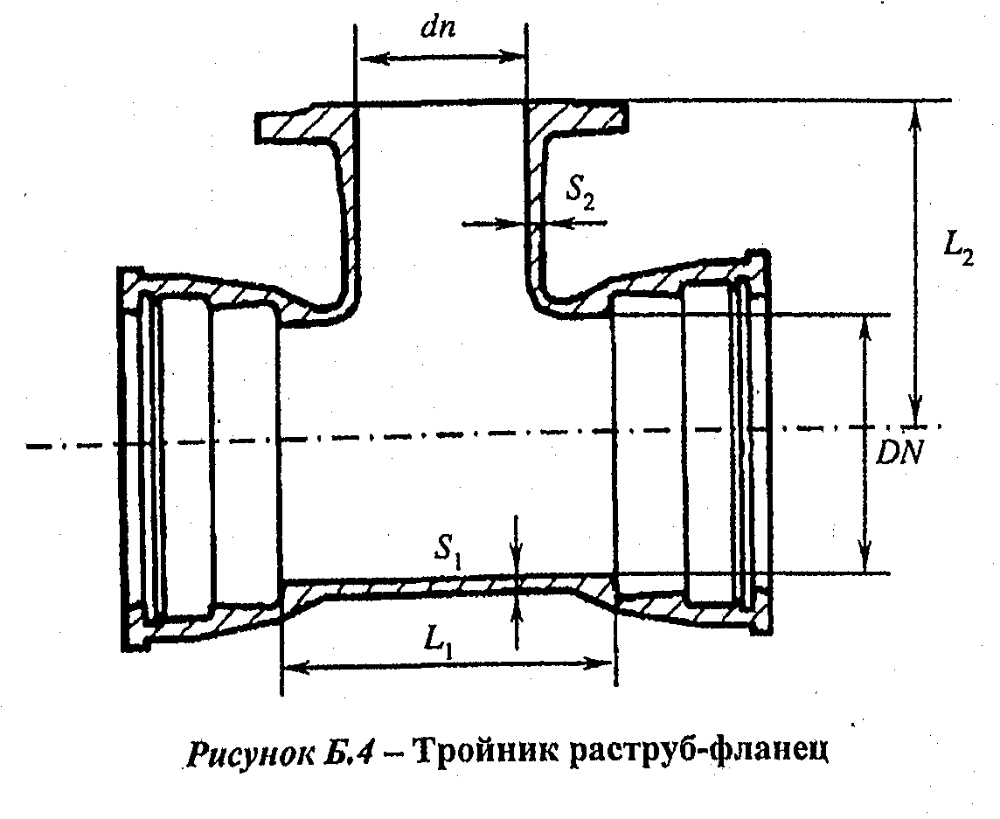 dn
S₂
L₂
DN
S₁
L₁
Рисунок Б.4 – Тройник раструб-фланец